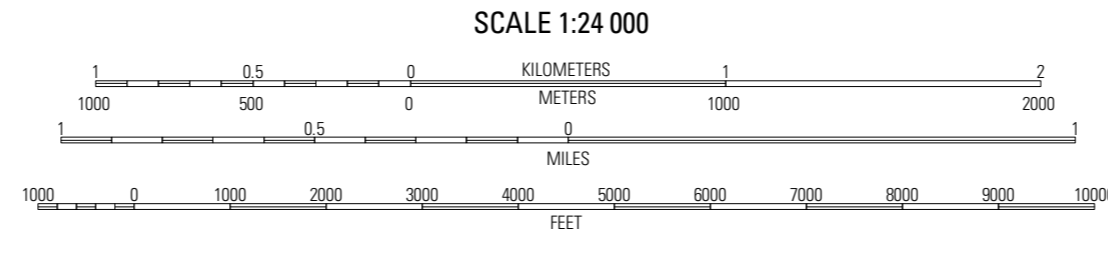 SCALE 1:24 000
1 0.5 0 KILOMETERS 1 2
1000 500 0 METERS 1000 2000
1 0.5 0 1
MILES
1000 0 1000 2000 3000 4000 5000 6000 7000 8000 9000 10000
FEET